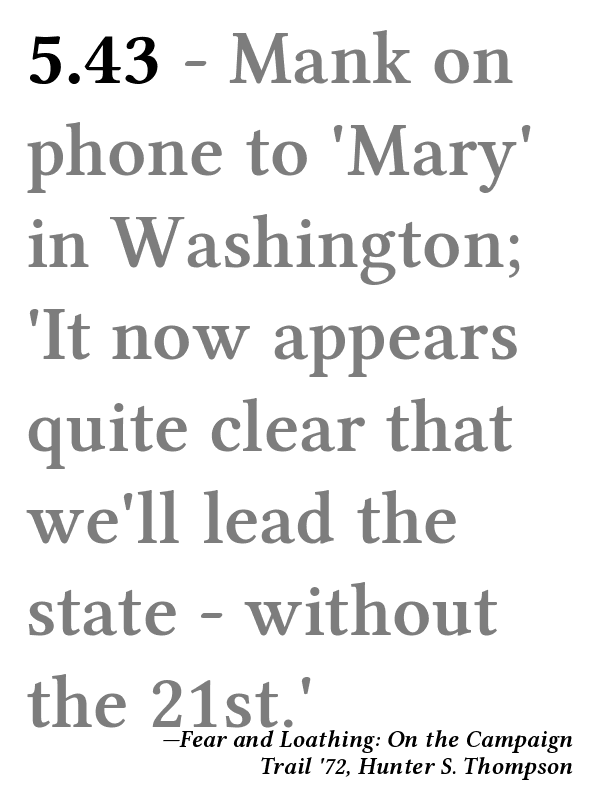 5.43 - Mank on
phone to 'Mary'
in Washington;
'It now appears
quite clear that
we'll lead the
state - without
the 21st.'
—Fear and Loathing: On the Campaign
Trail '72, Hunter S. Thompson